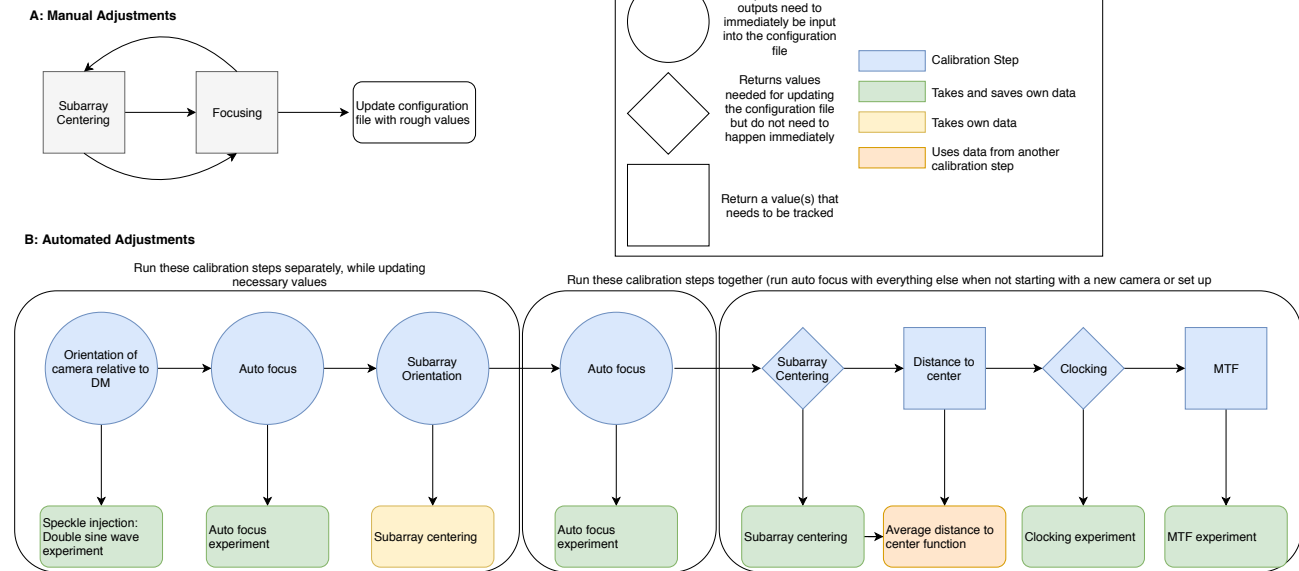 A: Manual Adjustments
Subarray
Centering
Focusing
Update configuration
file with rough values
outputs need to
immediately be input
into the configuration
file
Returns values
needed for updating
the configuration file
but do not need to
happen immediately
Return a value(s) that
needs to be tracked
Calibration Step
Takes and saves own data
Takes own data
Uses data from another
calibration step
B: Automated Adjustments
Run these calibration steps separately, while updating
necessary values
Run these calibration steps together (run auto focus with everything else when not starting with a new camera or set up
Orientation of
camera relative to
DM
Auto focus
Subarray
Orientation
Auto focus
Subarray
Centering
Distance to
center
Clocking
MTF
Speckle injection:
Double sine wave
experiment
Auto focus
experiment
Subarray centering
Auto focus
experiment
Subarray centering
Average distance to
center function
Clocking experiment
MTF experiment